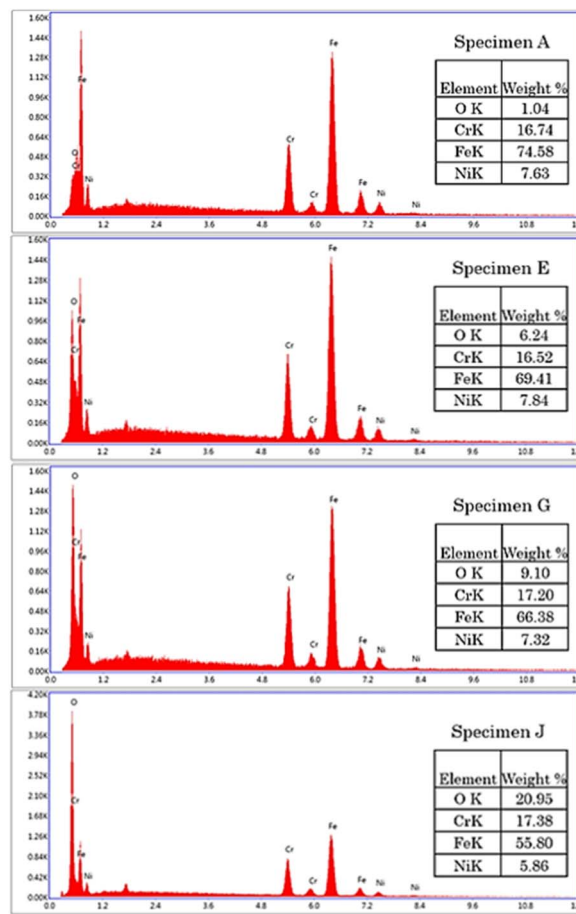 Specimen A
Element Weight %
O K 1.04
CrK 16.74
FeK 74.58
NiK 7.63
1.60K
1.44K
1.28K
1.12K
0.96K
0.80K
0.64K
0.48K
0.32K
0.16K
0.00K
O
Cr
Fe
Ni
Cr
Cr
Fe
Fe
Ni
Ni
0.0 1.2 2.4 3.6 4.8 6.0 7.2 8.4 9.6 10.8
Specimen E
Element Weight %
O K 6.24
CrK 16.52
FeK 69.41
NiK 7.84
1.60K
1.44K
1.28K
1.12K
0.96K
0.80K
0.64K
0.48K
0.32K
0.16K
0.00K
O
Cr
Fe
Ni
Cr
Cr
Fe
Fe
Ni
Ni
0.0 1.2 2.4 3.6 4.8 6.0 7.2 8.4 9.6 10.8
Specimen G
Element Weight %
O K 9.10
CrK 17.20
FeK 66.38
NiK 7.32
1.60K
1.44K
1.28K
1.12K
0.96K
0.80K
0.64K
0.48K
0.32K
0.16K
0.00K
O
Cr
Fe
Ni
Cr
Cr
Fe
Fe
Ni
Ni
0.0 1.2 2.4 3.6 4.8 6.0 7.2 8.4 9.6 10.8
Specimen J
Element Weight %
O K 20.95
CrK 17.38
FeK 55.80
NiK 5.86
4.20K
3.78K
3.36K
2.94K
2.52K
2.10K
1.68K
1.26K
0.84K
0.42K
0.00K
O
Cr
Fe
Ni
Cr
Cr
Fe
Fe
Ni
Ni
0.0 1.2 2.4 3.6 4.8 6.0 7.2 8.4 9.6 10.8